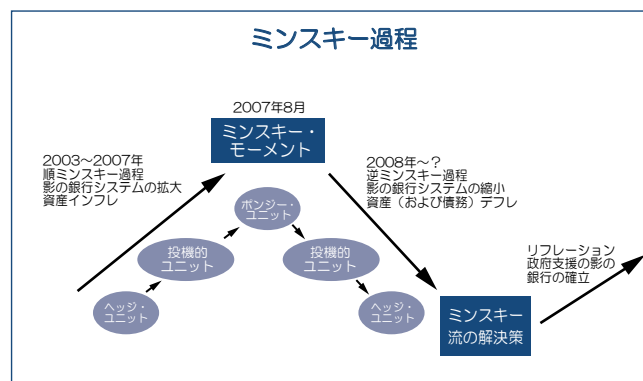 ミンスキー過程
2007年8月
ミンスキー・
モーメント
2003〜2007年
順ミンスキー過程
影の銀行システムの拡大
資産インフレ
2008年〜?
逆ミンスキー過程
影の銀行システムの縮小
資産（および債務）デフレ
ポンジー・
ユニット
投機的
ユニット
投機的
ユニット
ヘッジ・
ユニット
ヘッジ・
ユニット
リフレーション
政府支援の影の
銀行の確立
ミンスキー
流の解決策